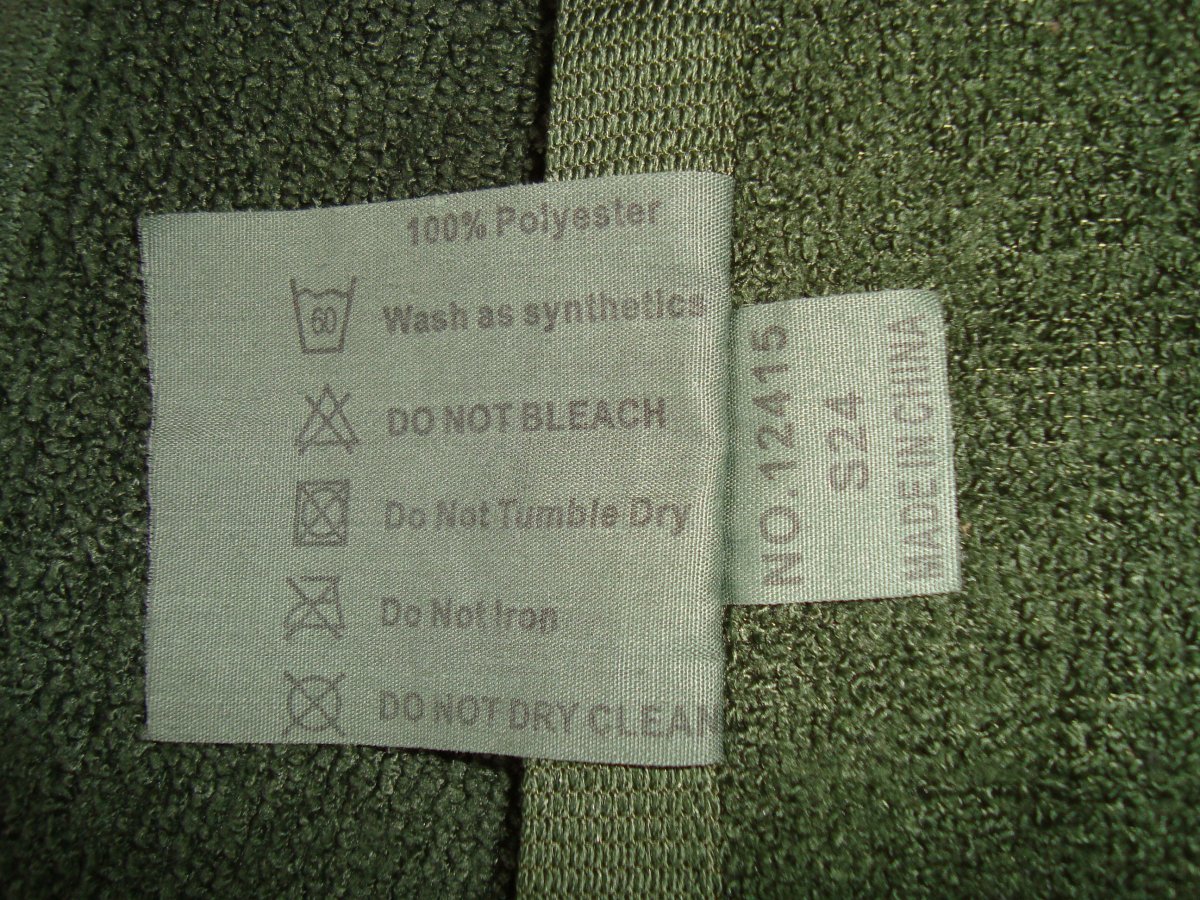 100% Polyester
60
Wash as synthetics
DO NOT BLEACH
Do Not Tumble Dry
Do Not Iron
DO NOT DRY CLEAN
NO.12415
S24
MADE IN CHINA